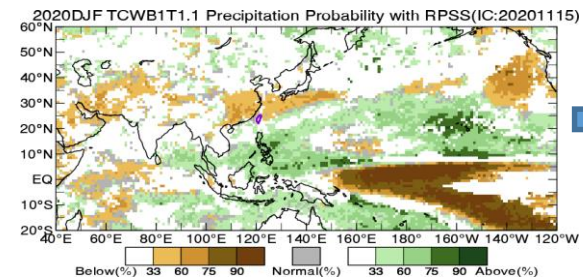 2020DJF TCWB1T1.1 Precipitation Probability with RPSS(IC:20201115)
60°N
50°N
40°N
30°N
20°N
10°N
EQ
10°S
20°S
40°E 60°E 80°E 100°E 120°E 140°E 160°E 180° 160°W 140°W 120°W
Below(%) 33 60 75 90 Normal(%) 33 60 75 90 Above(%)